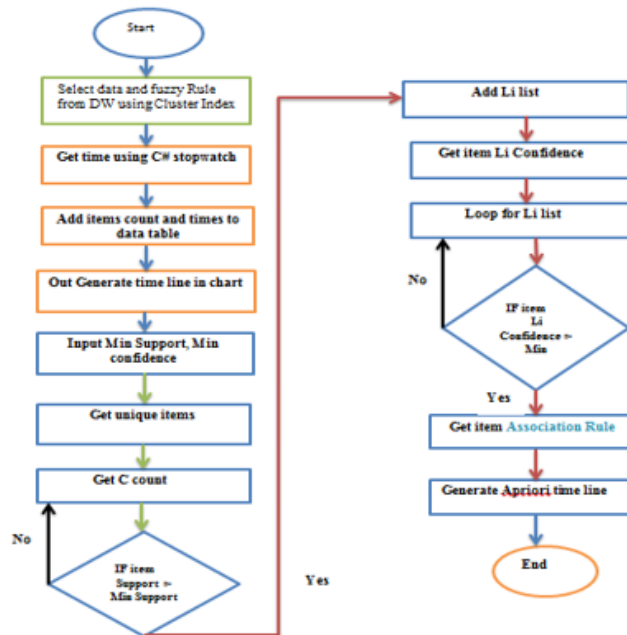 Start
Select data and fuzzy Rule
from DW using Cluster Index
Get time using C# stopwatch
Add items count and times to
data table
Out Generate time line in chart
Input Min Support, Min
confidence
Get unique items
Get C count
No
IF item
Support >=
Min Support
Yes
Add Li list
Get item Li Confidence
Loop for Li list
No
IF item
Li
Confidence >=
Min
Yes
Get item Association Rule
Generate Apriori time line
End